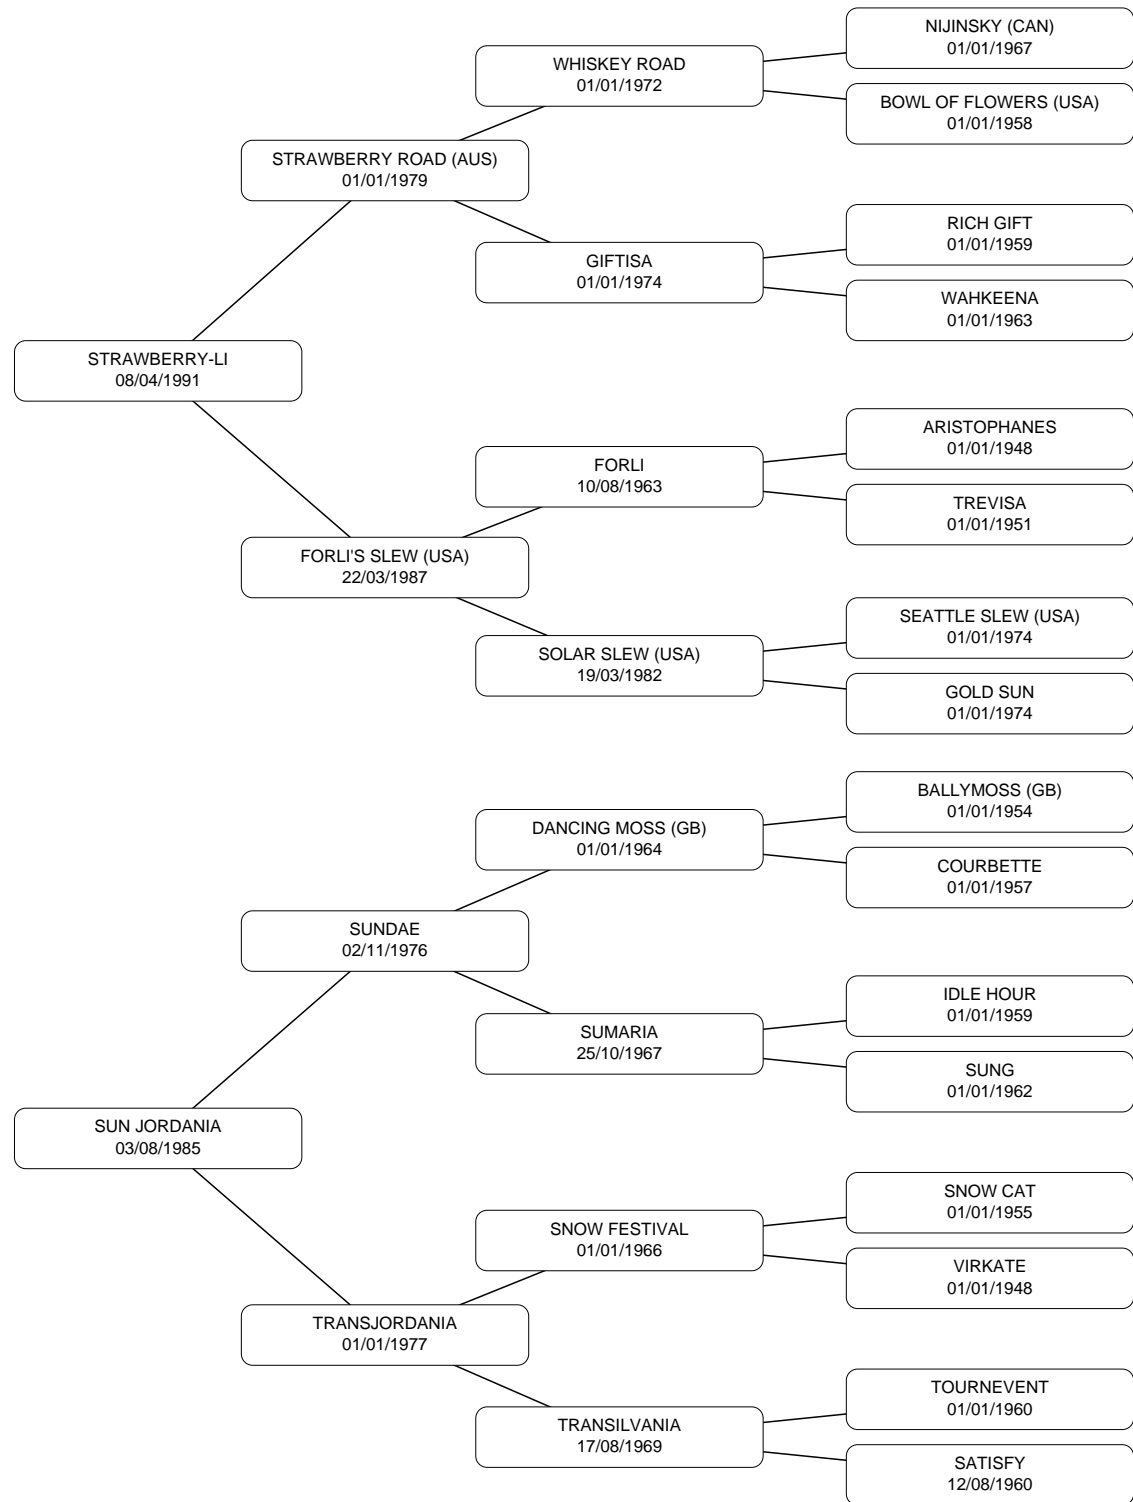 NIJINSKY (CAN)
01/01/1967
WHISKEY ROAD
01/01/1972
BOWL OF FLOWERS (USA)
01/01/1958
STRAWBERRY ROAD (AUS)
01/01/1979
RICH GIFT
01/01/1959
GIFTISA
01/01/1974
WAHKEENA
01/01/1963
STRAWBERRY-LI
08/04/1991
ARISTOPHANES
01/01/1948
FORLI
10/08/1963
TREVISA
01/01/1951
FORLI'S SLEW (USA)
22/03/1987
SEATTLE SLEW (USA)
01/01/1974
SOLAR SLEW (USA)
19/03/1982
GOLD SUN
01/01/1974
BALLYMOSS (GB)
01/01/1954
DANCING MOSS (GB)
01/01/1964
COURBETTE
01/01/1957
SUNDAE
02/11/1976
IDLE HOUR
01/01/1959
SUMARIA
25/10/1967
SUNG
01/01/1962
SUN JORDANIA
03/08/1985
SNOW CAT
01/01/1955
SNOW FESTIVAL
01/01/1966
VIRKATE
01/01/1948
TRANSJORDANIA
01/01/1977
TOURNEVENT
01/01/1960
TRANSILVANIA
17/08/1969
SATISFY
12/08/1960